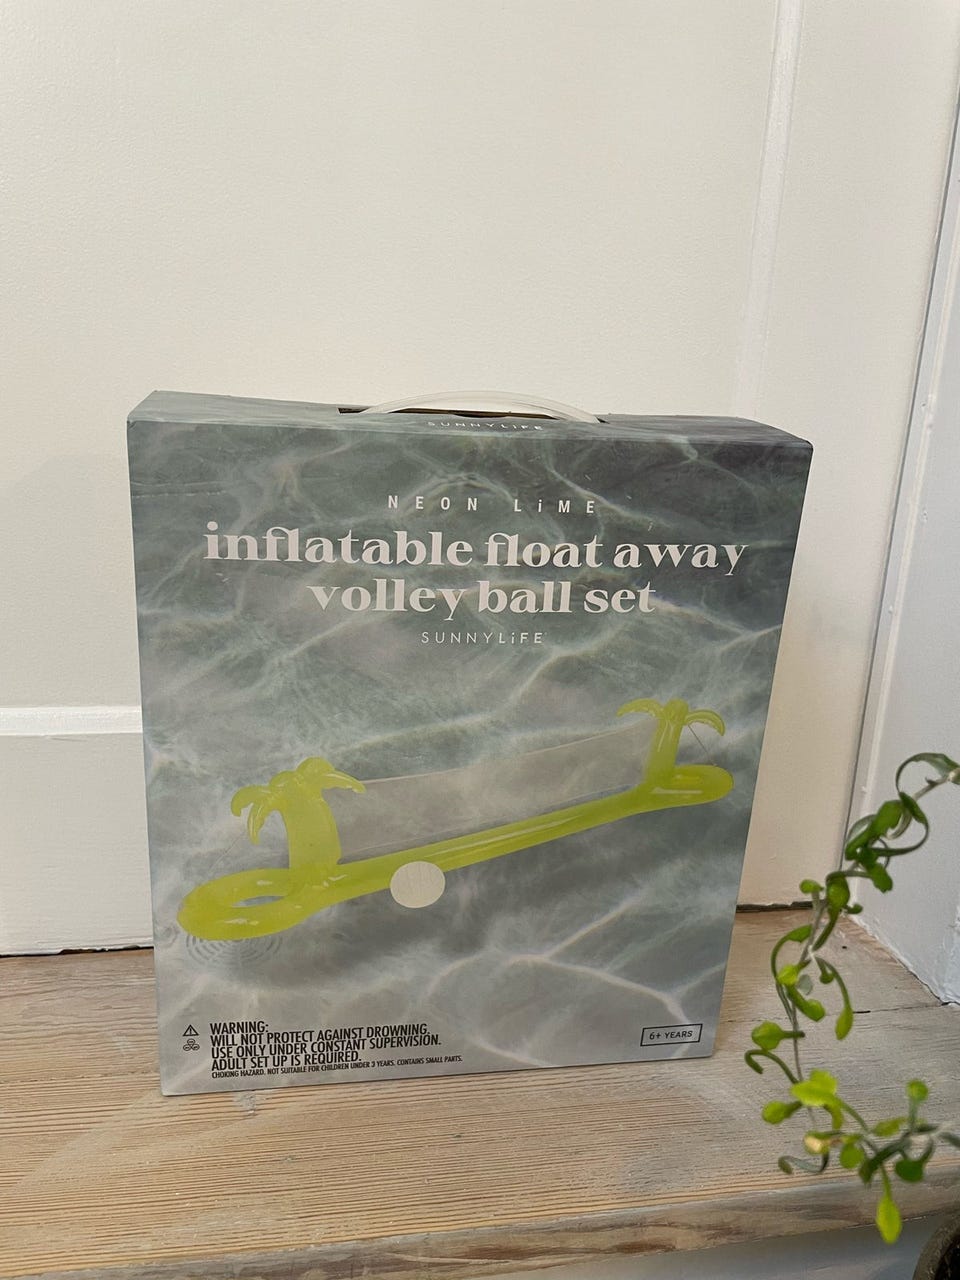 SUNNYLiFE
NEON LiME
inflatable float away
volley ball set
SUNNYLiFE
WARNING:
WILL NOT PROTECT AGAINST DROWNING.
USE ONLY UNDER CONSTANT SUPERVISION.
ADULT SET UP IS REQUIRED.
CHOKING HAZARD. NOT SUITABLE FOR CHILDREN UNDER 3 YEARS. CONTAINS SMALL PARTS.
6+ YEARS